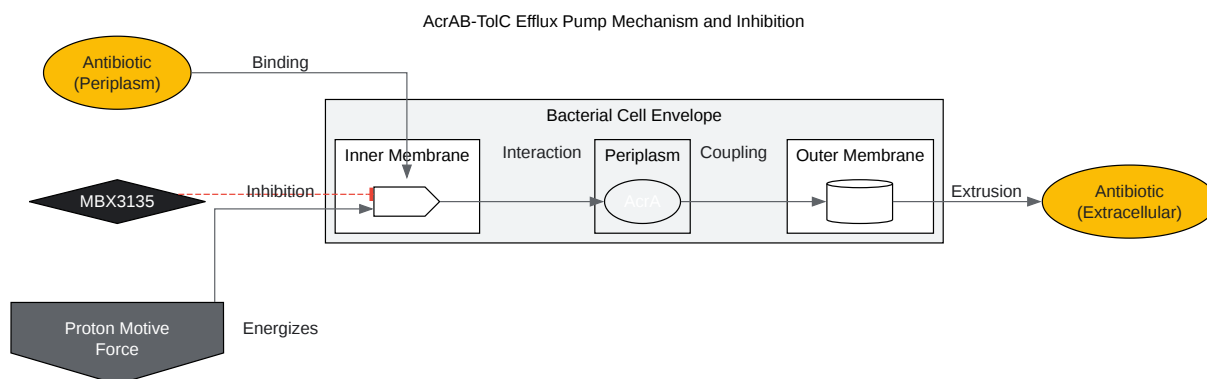 AcrAB-TolC Efflux Pump Mechanism and Inhibition
Antibiotic
(Periplasm)
Binding
Bacterial Cell Envelope
Inner Membrane
Interaction
Periplasm
Coupling
Outer Membrane
MBX3135
Inhibition
AcrA
Extrusion
Antibiotic
(Extracellular)
Proton Motive
Force
Energizes